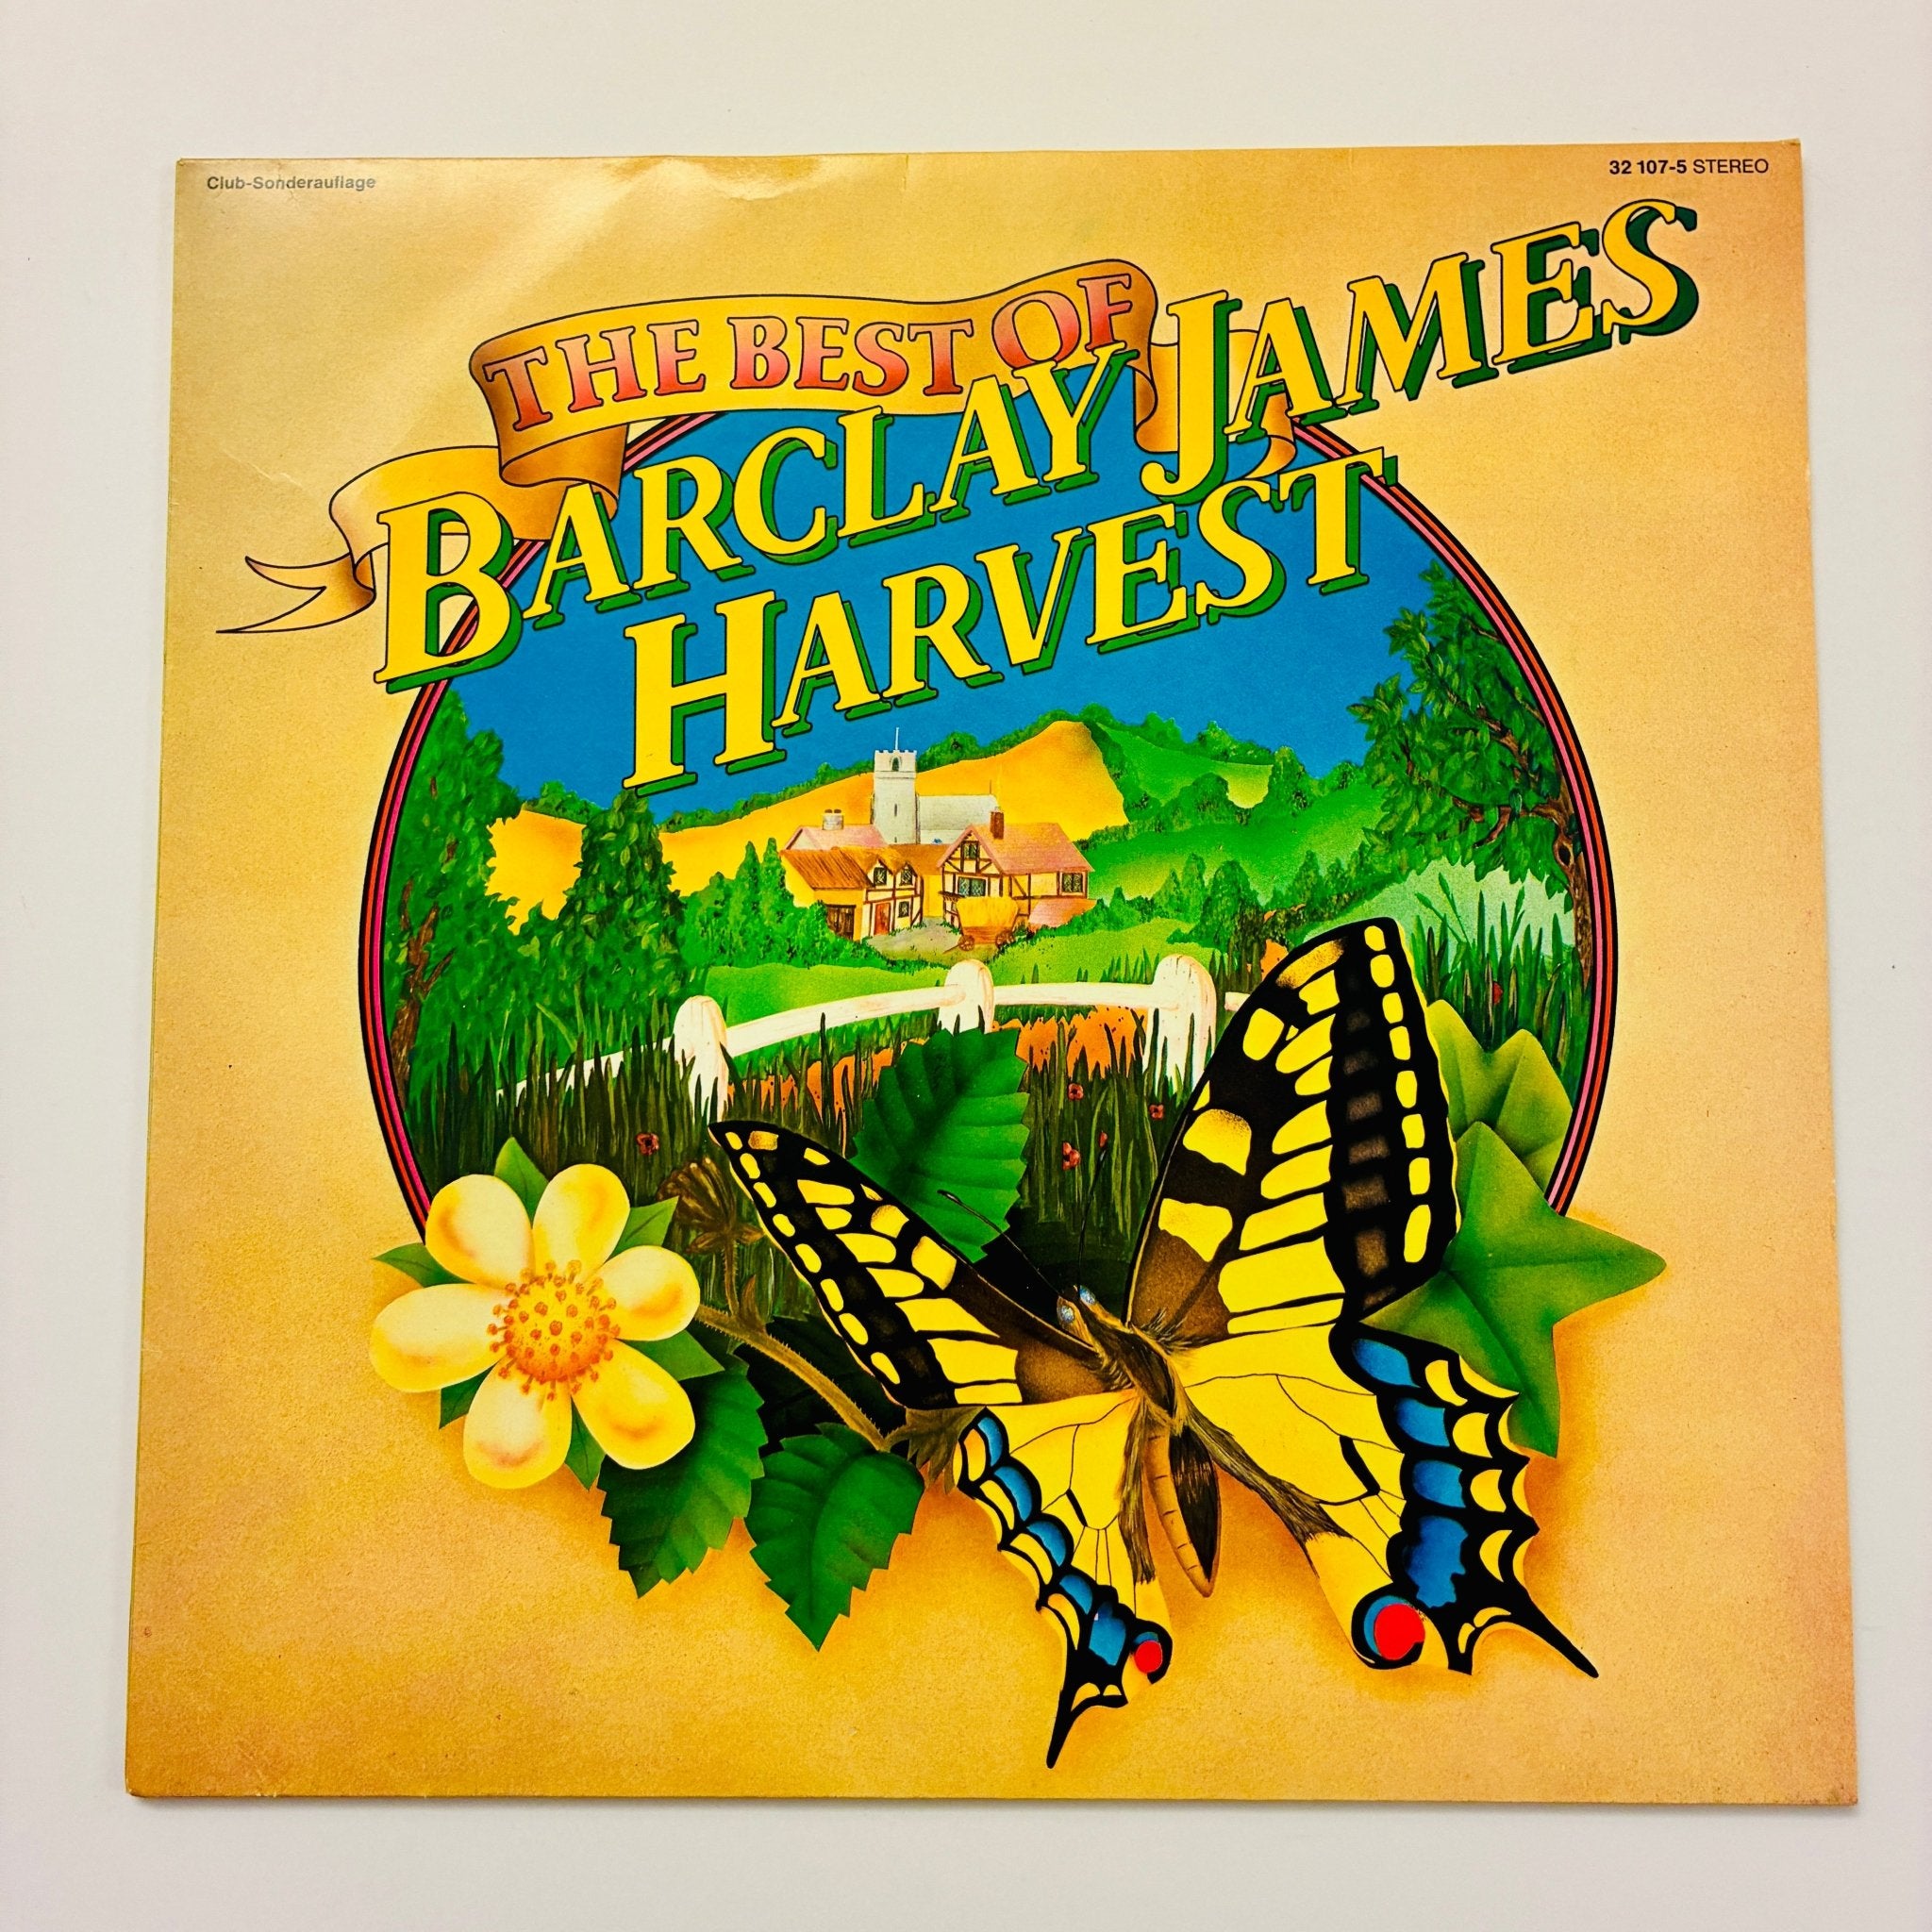 Club-Sonderauflage
32 107-5 STEREO
THE BEST OF
BARCLAY JAMES
HARVEST